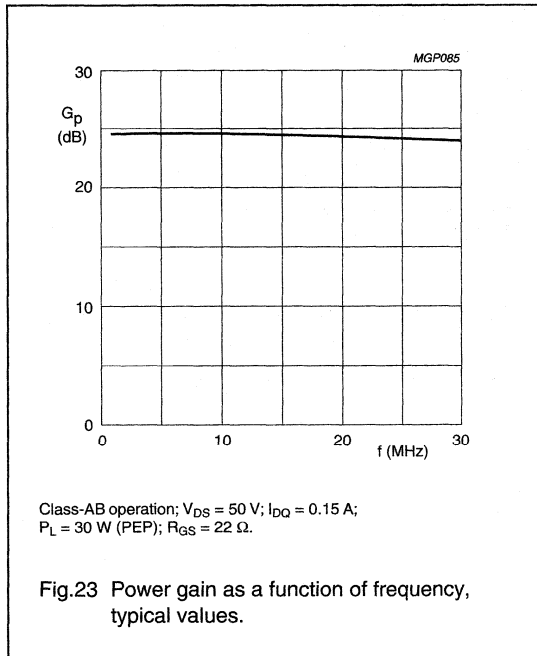 MGP085
30
Gp
(dB)
20
10
0
0
10
20
30
f (MHz)
Class-AB operation; VDS = 50 V; IDQ = 0.15 A;
PL = 30 W (PEP); RGS = 22 Ω.
Fig.23 Power gain as a function of frequency,
typical values.